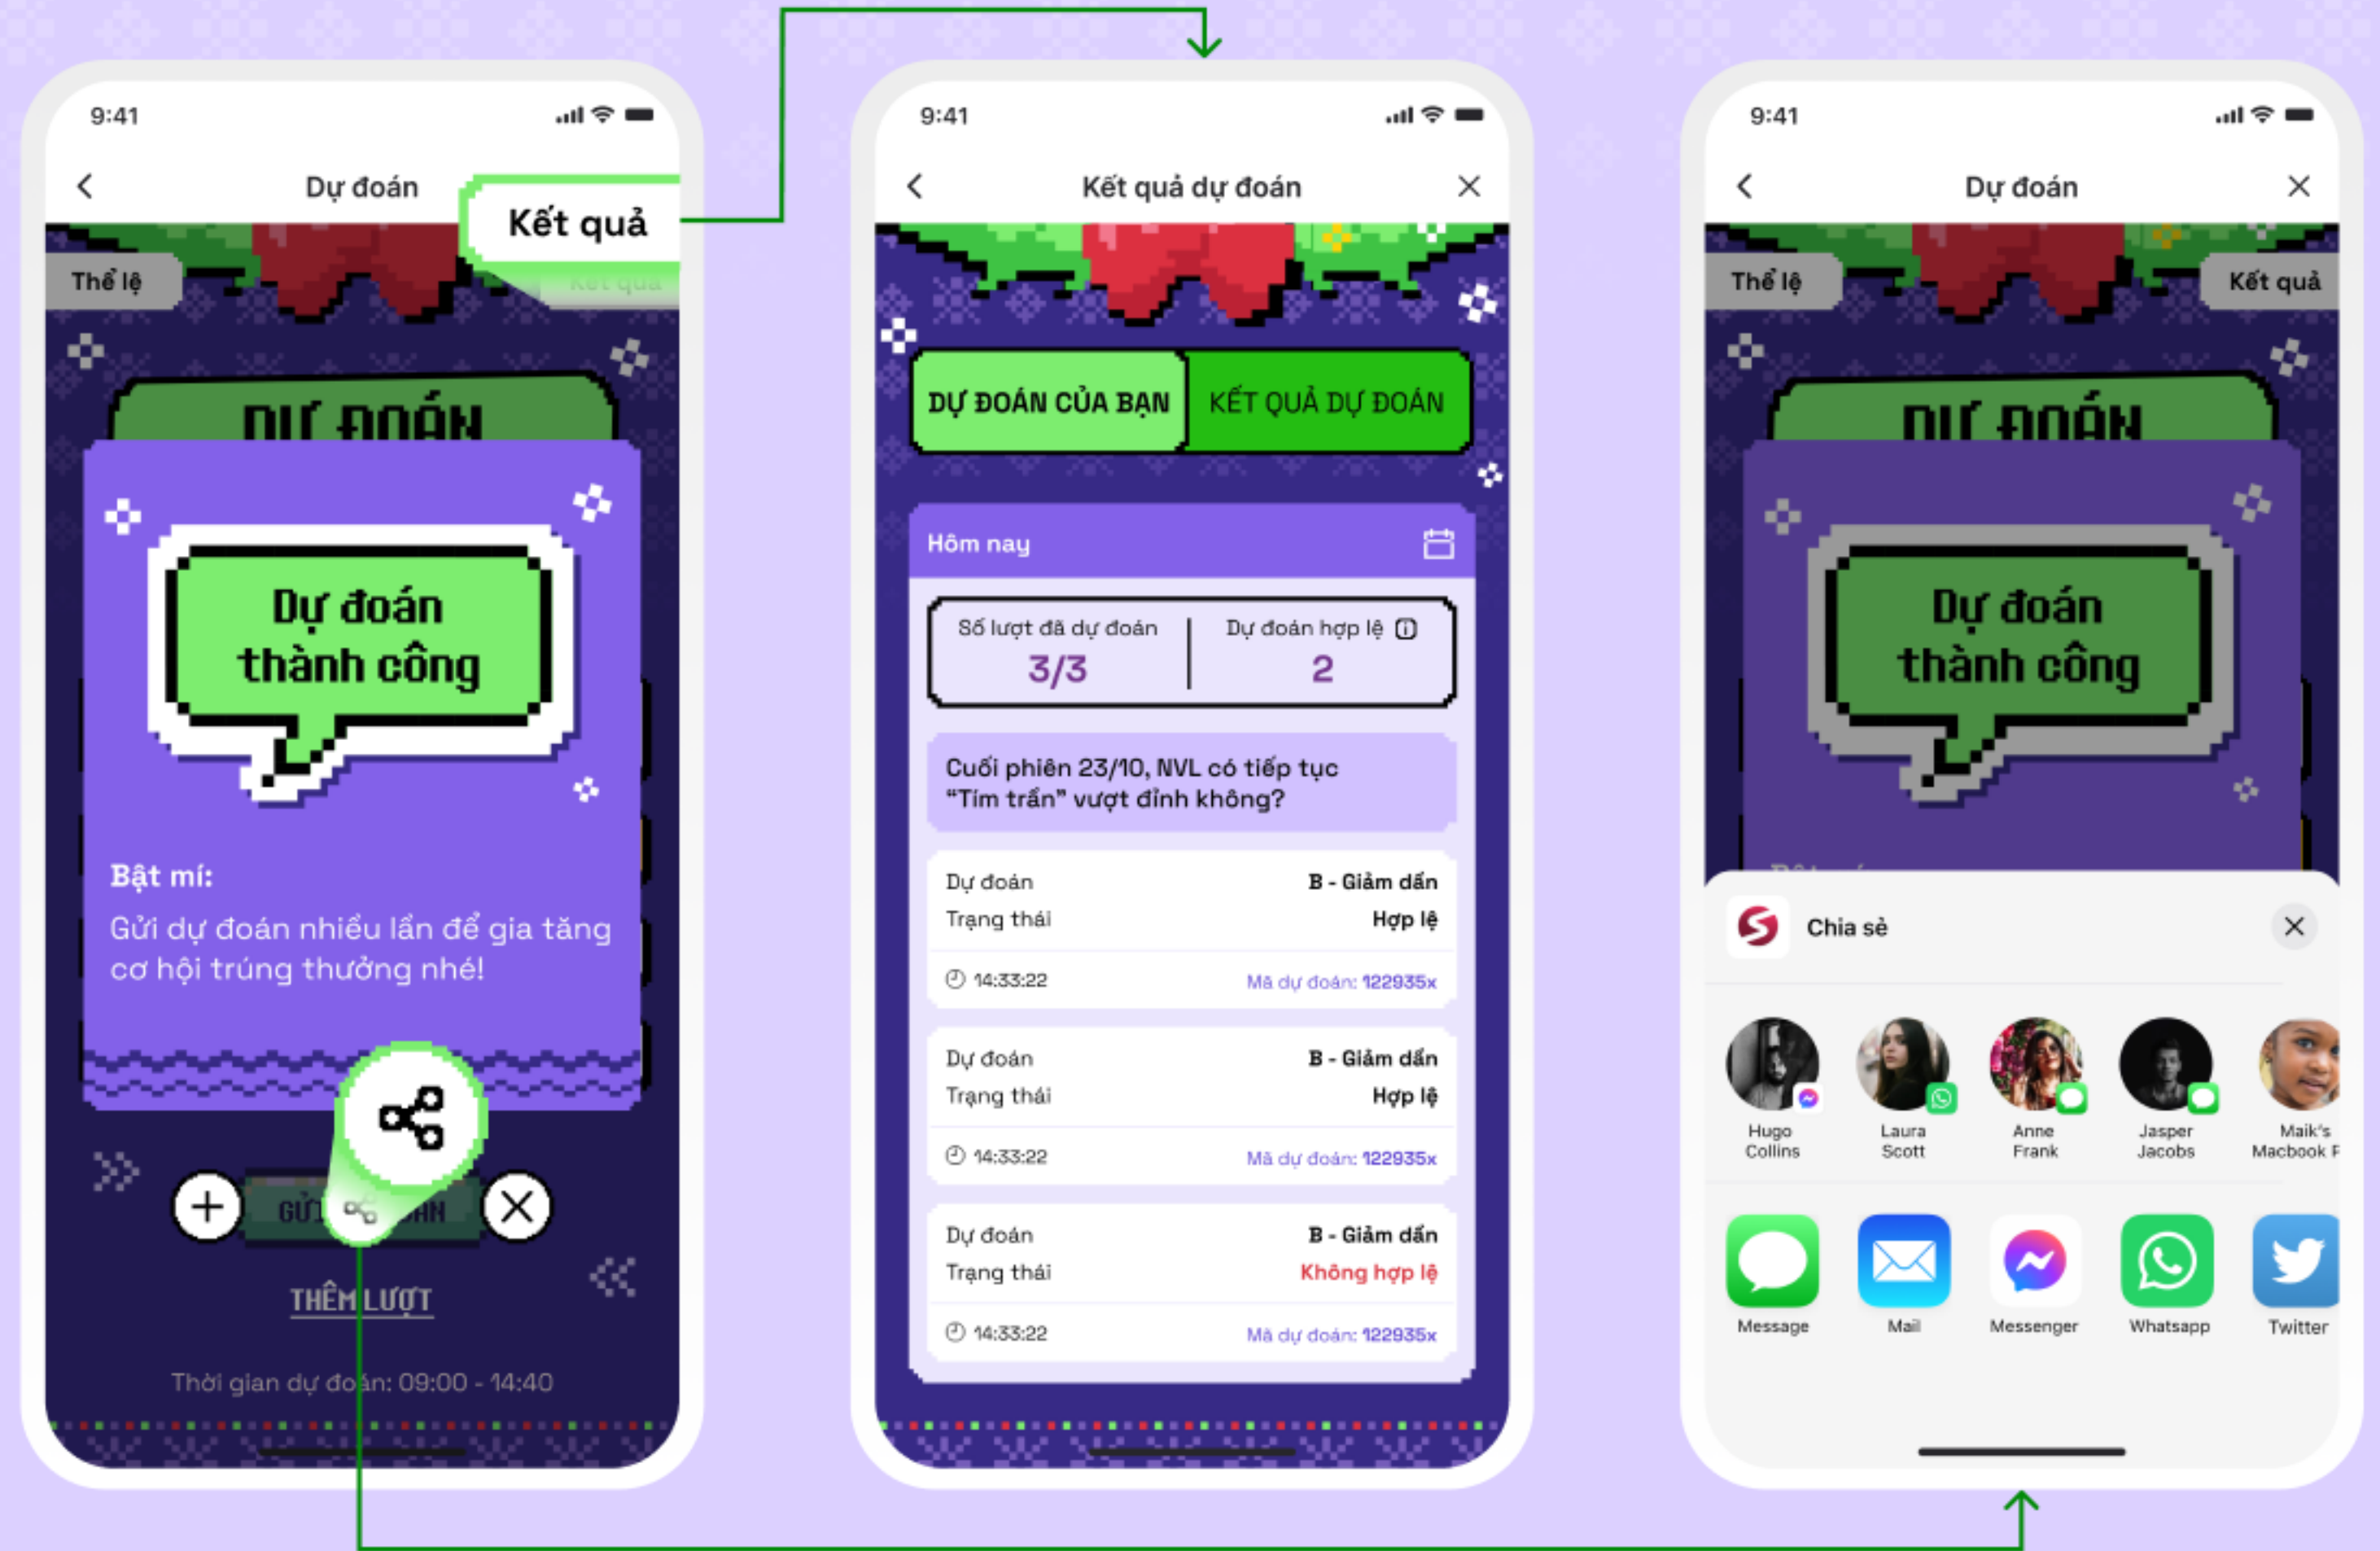 9:41
Dự đoán
Kết quả
Thể lệ
Kết quả
DỰ ĐOÁN
Dự đoán
thành công
Bật mí:
Gửi dự đoán nhiều lần để gia tăng
cơ hội trúng thưởng nhé!
THÊM LƯỢT
Thời gian dự đoán: 09:00 - 14:40
9:41
Kết quả dự đoán
DỰ ĐOÁN CỦA BẠN
KẾT QUẢ DỰ ĐOÁN
Hôm nay
Số lượt đã dự đoán
Dự đoán hợp lệ
3/3
2
Cuối phiên 23/10, NVL có tiếp tục
“Tím trần” vượt đỉnh không?
Dự đoán
B - Giảm dần
Trạng thái
Hợp lệ
14:33:22
Mã dự đoán: 122935x
Dự đoán
B - Giảm dần
Trạng thái
Hợp lệ
14:33:22
Mã dự đoán: 122935x
Dự đoán
B - Giảm dần
Trạng thái
Không hợp lệ
14:33:22
Mã dự đoán: 122935x
9:41
Dự đoán
Thể lệ
Kết quả
DỰ ĐOÁN
Dự đoán
thành công
Chia sẻ
Hugo
Collins
Laura
Scott
Anne
Frank
Jasper
Jacobs
Maik's
Macbook P
Message
Mail
Messenger
Whatsapp
Twitter